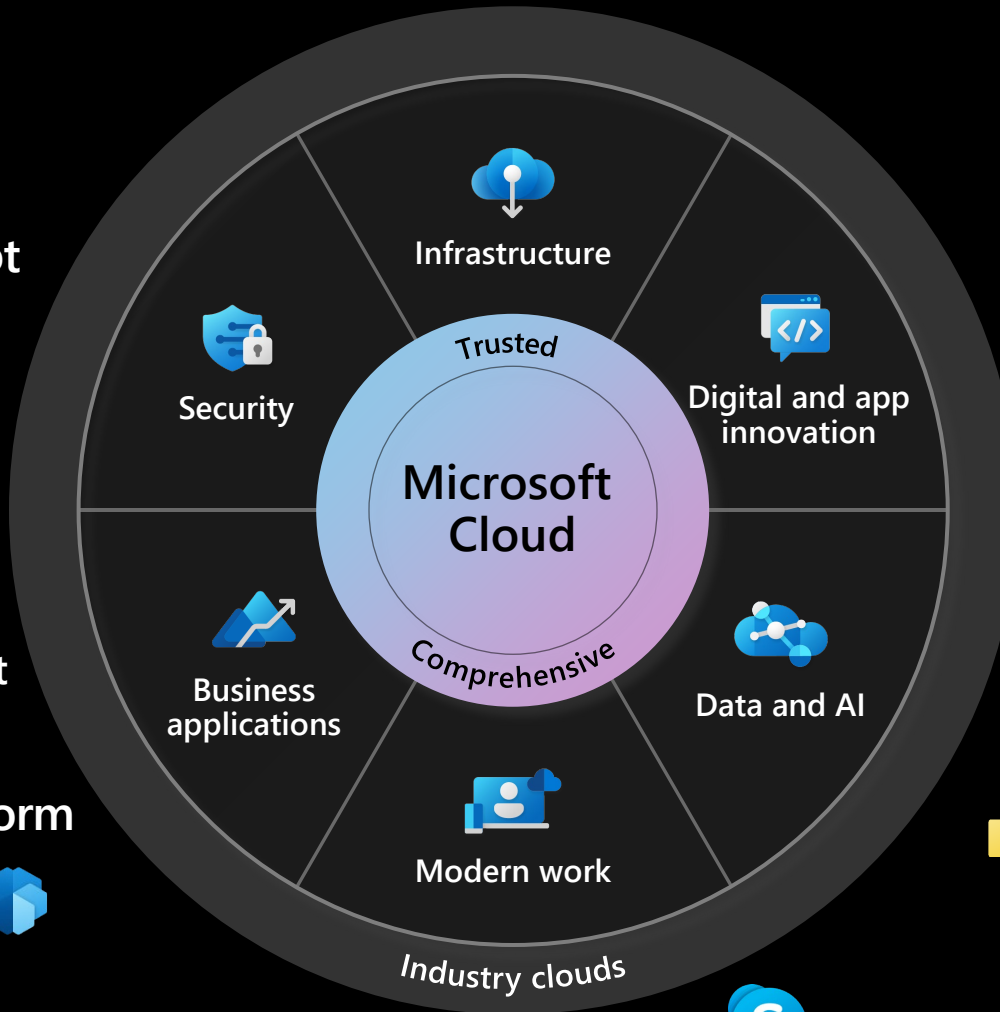 Infrastructure
Digital and app
innovation
Data and AI
Modern work
Business
applications
Security
Trusted
Microsoft
Cloud
Comprehensive
Industry clouds